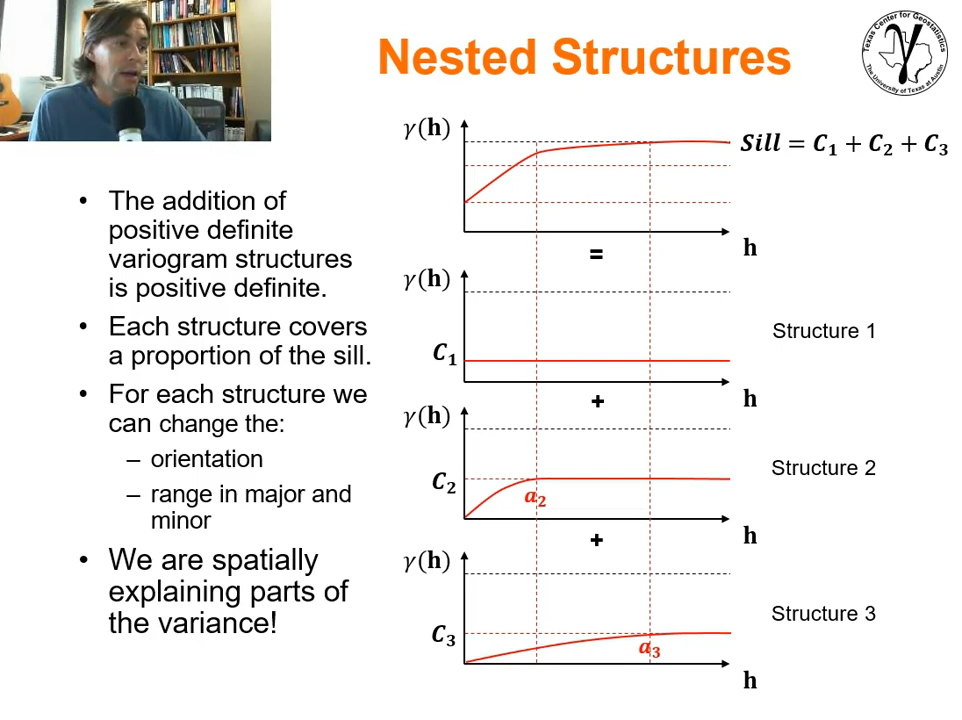 Nested Structures
Texas Center for Geostatistics
The University of Texas at Austin
γ
• The addition of
positive definite
variogram structures
is positive definite.
• Each structure covers
a proportion of the sill.
• For each structure we
can change the:
– orientation
– range in major and
minor
• We are spatially
explaining parts of
the variance!
γ(h)
Sill = C₁ + C₂ + C₃
h
=
γ(h)
Structure 1
C₁
h
+
γ(h)
Structure 2
C₂
a₂
h
+
γ(h)
Structure 3
C₃
a₃
h